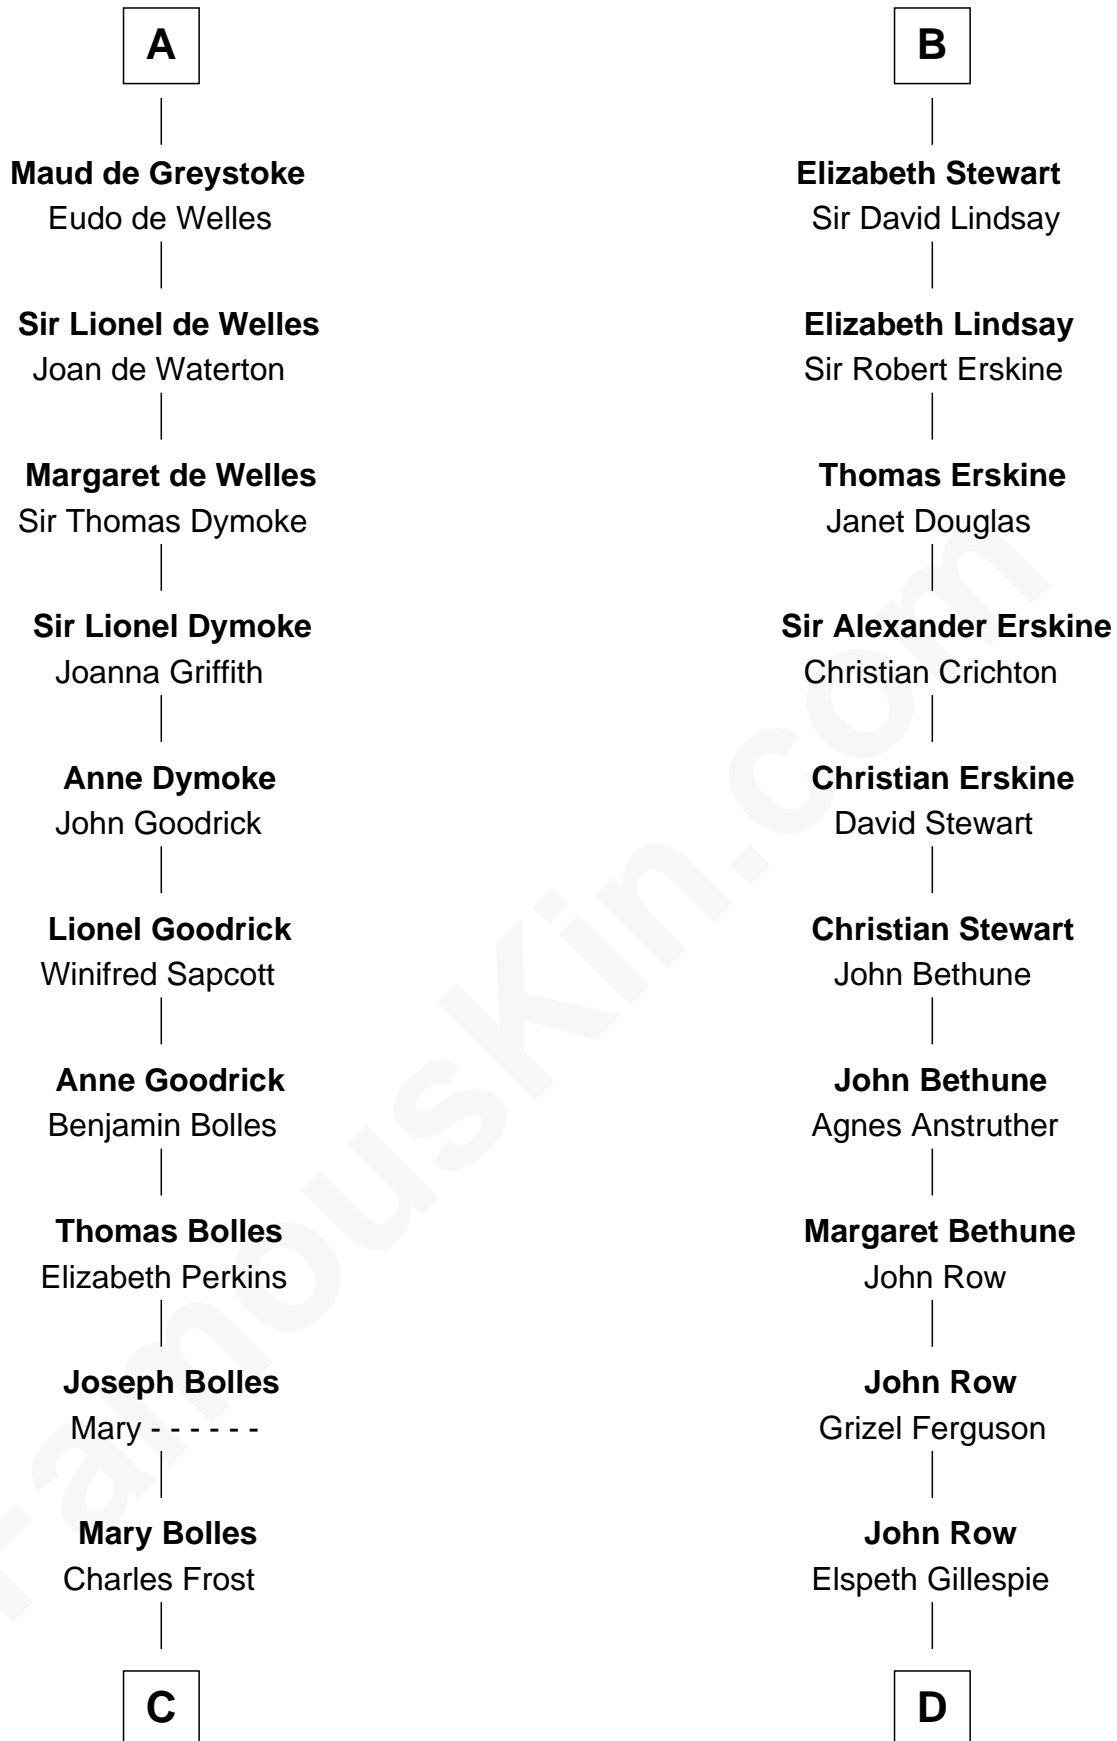 A
Maud de Greystoke
Eudo de Welles
Sir Lionel de Welles
Joan de Waterton
Margaret de Welles
Sir Thomas Dymoke
Sir Lionel Dymoke
Joanna Griffith
Anne Dymoke
John Goodrick
Lionel Goodrick
Winifred Sapcott
Anne Goodrick
Benjamin Bolles
Thomas Bolles
Elizabeth Perkins
Joseph Bolles
Mary - - - - - -
Mary Bolles
Charles Frost
C
B
Elizabeth Stewart
Sir David Lindsay
Elizabeth Lindsay
Sir Robert Erskine
Thomas Erskine
Janet Douglas
Sir Alexander Erskine
Christian Crichton
Christian Erskine
David Stewart
Christian Stewart
John Bethune
John Bethune
Agnes Anstruther
Margaret Bethune
John Row
John Row
Grizel Ferguson
John Row
Elspeth Gillespie
D
FamousKin.com